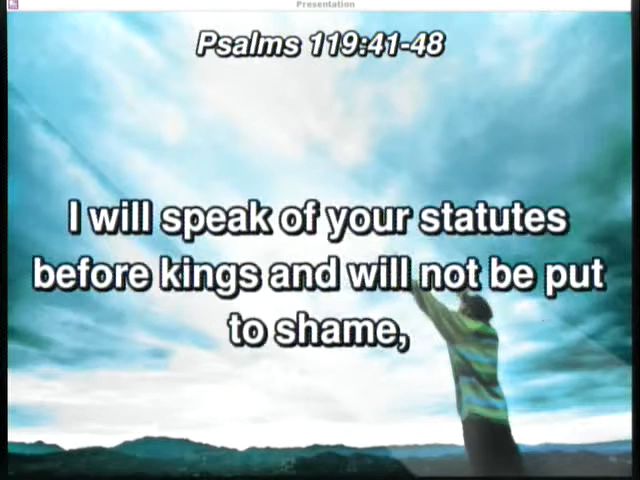 Presentation
Psalms 119:41-48
I will speak of your statutes
before kings and will not be put
to shame,